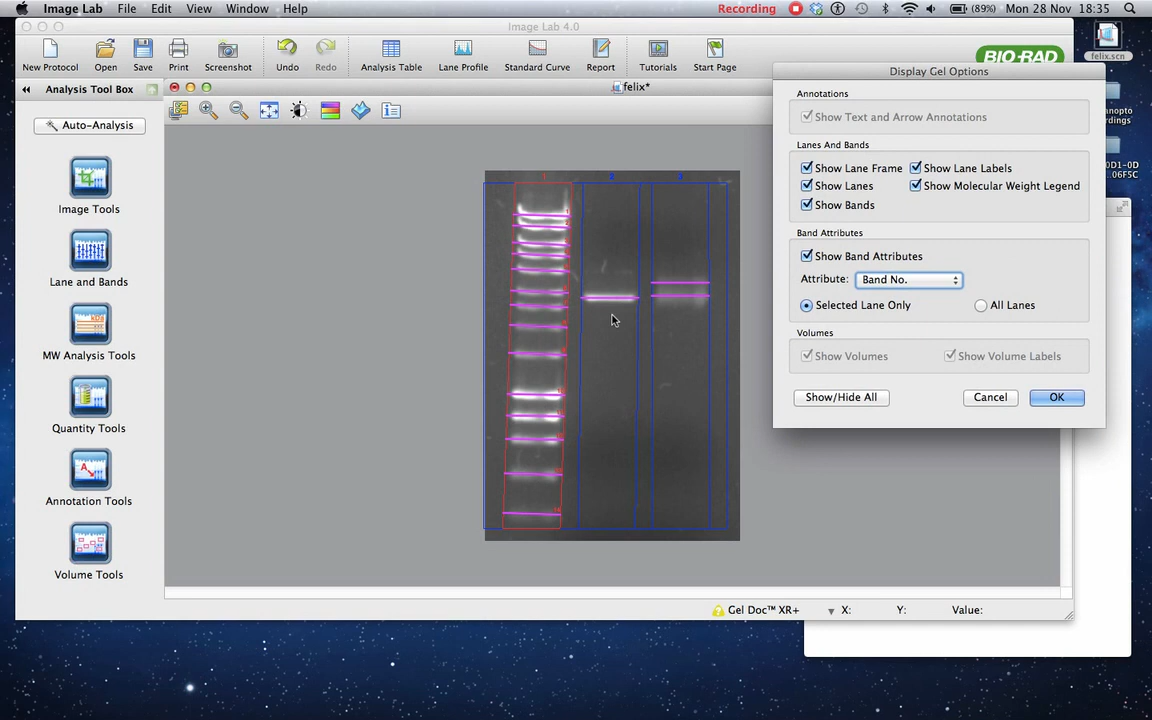 Image Lab File Edit View Window Help Recording (89%) Mon 28 Nov 18:35
Image Lab 4.0
New Protocol Open Save Print Screenshot Undo Redo Analysis Table Lane Profile Standard Curve Report Tutorials Start Page
BIO-RAD
felix.scn
Analysis Tool Box
felix*
Display Gel Options
Auto-Analysis
Annotations
Show Text and Arrow Annotations
Lanes And Bands
Show Lane Frame Show Lane Labels
Show Lanes Show Molecular Weight Legend
Show Bands
Band Attributes
Show Band Attributes
Attribute: Band No.
Selected Lane Only All Lanes
Volumes
Show Volumes Show Volume Labels
Show/Hide All Cancel OK
Image Tools
Lane and Bands
MW Analysis Tools
Quantity Tools
Annotation Tools
Volume Tools
1 2 3
Gel Doc™ XR+ X: Y: Value: